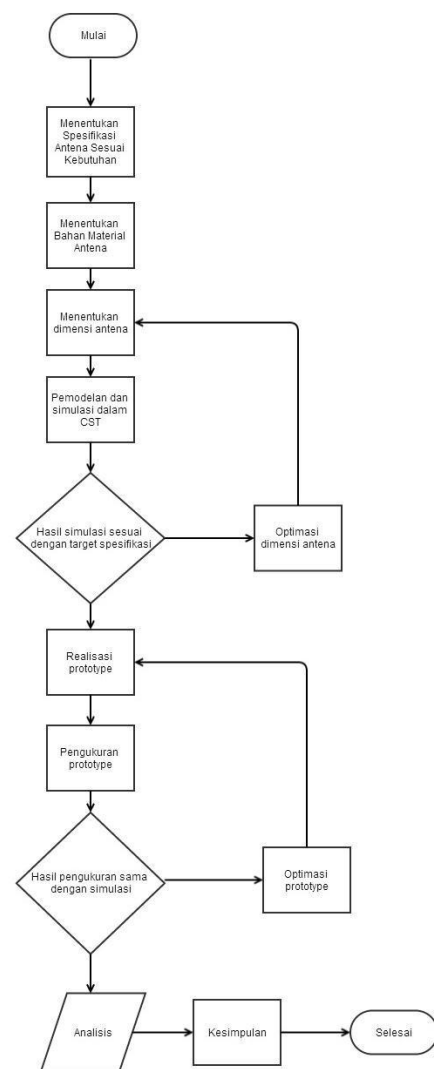 Mulai
Menentukan
Spesifikasi
Antena Sesuai
Kebutuhan
Menentukan
Bahan Material
Antena
Menentukan
dimensi antena
Pemodelan dan
simulasi dalam
CST
Hasil simulasi sesuai
dengan target spesifikasi
Optimasi
dimensi antena
Realisasi
prototype
Pengukuran
prototype
Hasil pengukuran sama
dengan simulasi
Optimasi
prototype
Analisis
Kesimpulan
Selesai